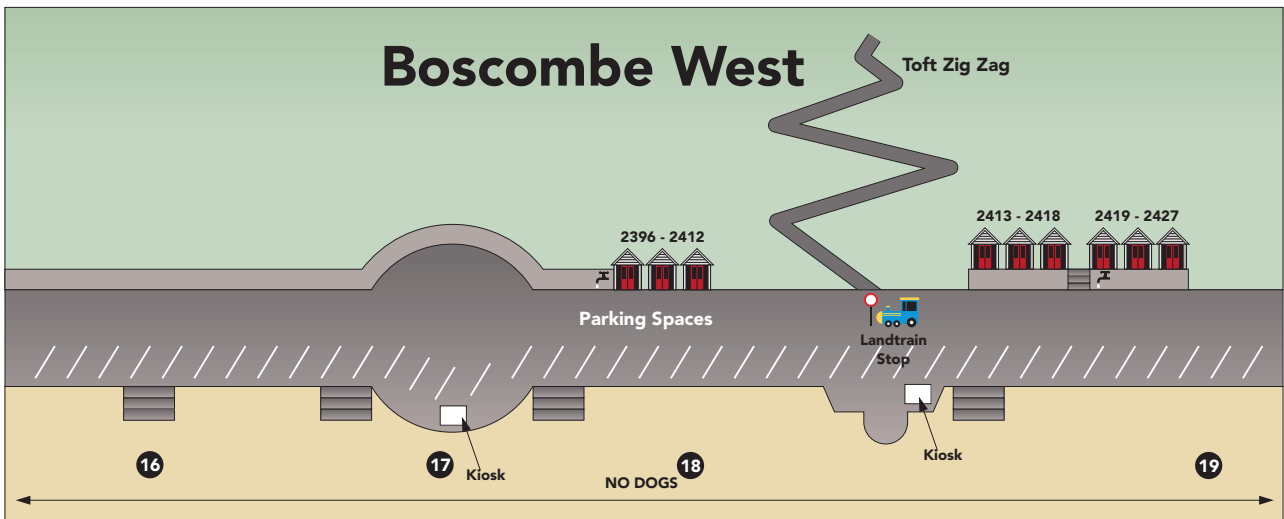 Boscombe West
Toft Zig Zag
2396 - 2412
2413 - 2418
2419 - 2427
Parking Spaces
Landtrain
Stop
Kiosk
Kiosk
16
17
18
19
NO DOGS